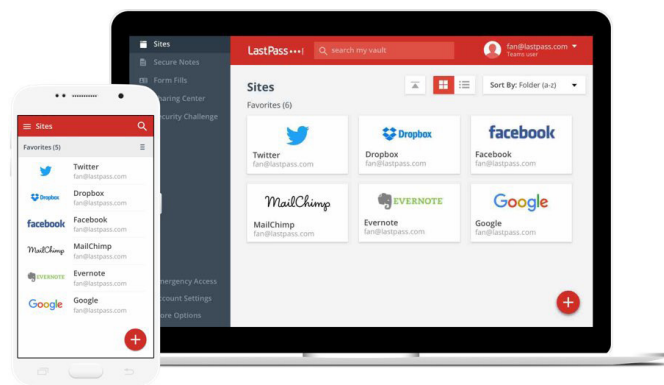 Sites
Secure Notes
Form Fills
haring Center
ecurity Challenge
mergency Access
ccount Settings
ore Options
LastPass•••|
search my vault
fan@lastpass.com
Teams user
Sites
Sort By: Folder (a-z)
Favorites (6)
Twitter
fan@lastpass.com
Dropbox
Dropbox
fan@lastpass.com
facebook
Facebook
fan@lastpass.com
MailChimp
MailChimp
fan@lastpass.com
EVERNOTE
Evernote
fan@lastpass.com
Google
Google
fan@lastpass.com
Sites
Favorites (5)
Twitter
fan@lastpass.com
Dropbox
Dropbox
fan@lastpass.com
facebook
Facebook
fan@lastpass.com
MailChimp
MailChimp
fan@lastpass.com
EVERNOTE
Evernote
fan@lastpass.com
Google
Google
fan@lastpass.com